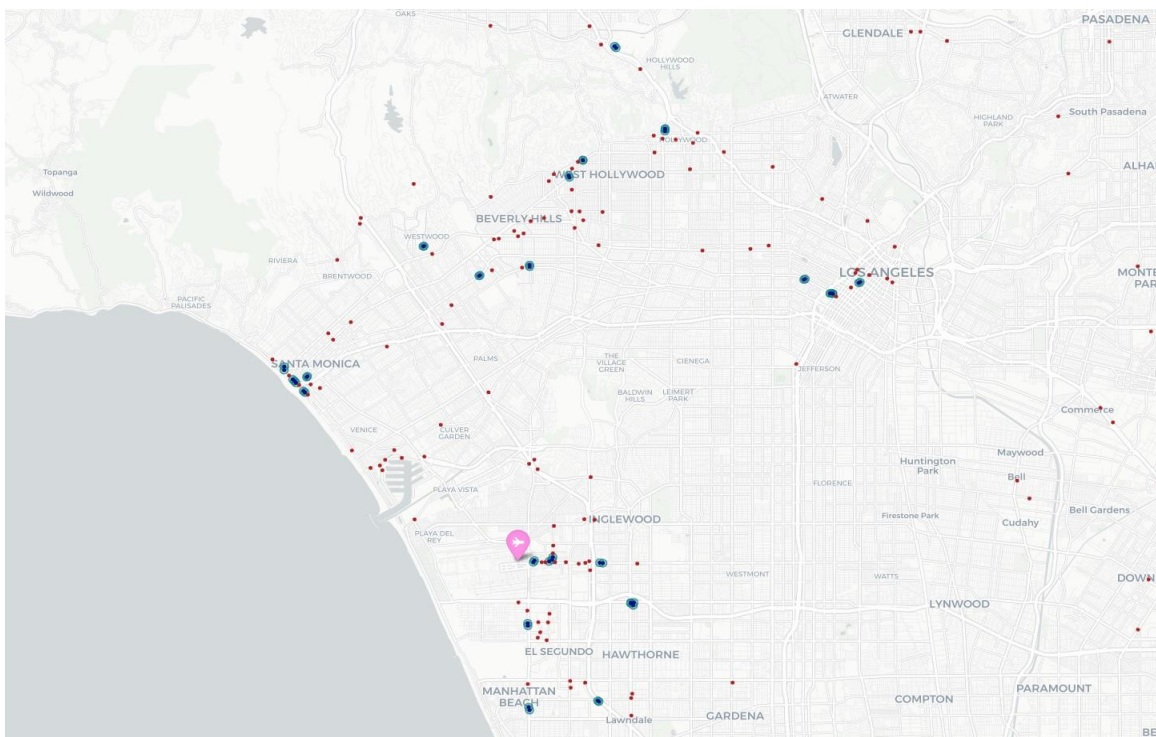 OAKS
PASADENA
GLENDALE
HOLLYWOOD
HILLS
ATWATER
HIGHLAND
PARK
South Pasadena
HOLLYWOOD
ALHA
Topanga
Wildwood
WEST HOLLYWOOD
BEVERLY HILLS
WESTWOOD
RIVIERA
BRENTWOOD
LOS ANGELES
MONTE
PAR
PACIFIC
PALISADES
SANTA MONICA
PALMS
THE
VILLAGE
GREEN
CIENEGA
JEFFERSON
BALDWIN
HILLS
LEIMERT
PARK
Commerce
VENICE
CULVER
GARDEN
Maywood
Huntington
Park
Bell
PLAYA VISTA
FLORENCE
Bell Gardens
Firestone Park
Cudahy
INGLEWOOD
PLAYA DEL
REY
WESTMONT
WATTS
DOWN
LYNWOOD
EL SEGUNDO
HAWTHORNE
MANHATTAN
BEACH
COMPTON
PARAMOUNT
Lawndale
GARDENA
BE